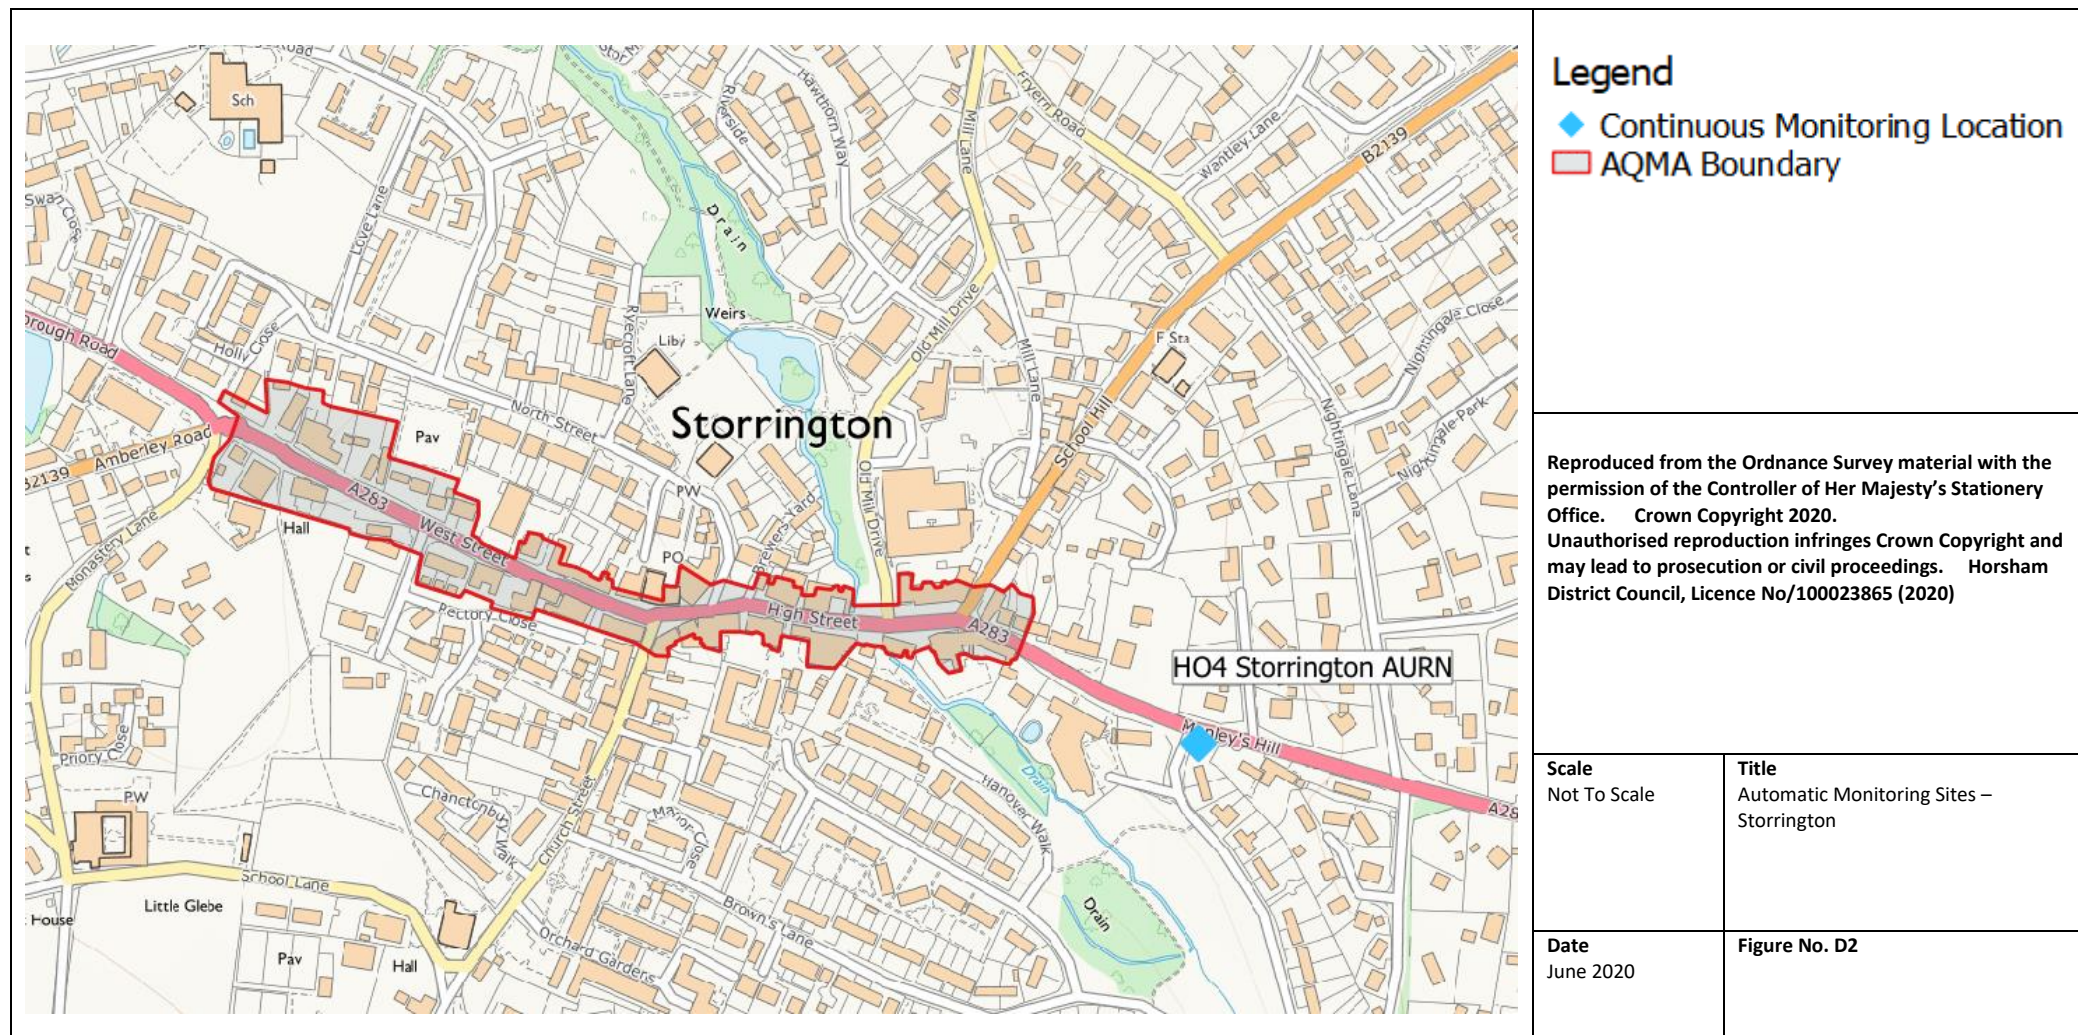 Sch
Riverside
Hawthorn Way
Mill Lane
Fryern Road
Wantley Lane
B2139
Swan Close
Love Lane
Drain
Weirs
Old Mill Drive
Mill Lane
F Sta
Nightingale Close
Nightingale Park
Nightingale Lane
School Hill
orough Road
Holly Close
Liby
Ryecroft Lane
North Street
Storrington
Pav
Amberley Road
B2139
A283
West Street
Hall
Monastery Lane
PW
PO
Brewers Yard
Old Mill Drive
High Street
A283
Rectory Close
HO4 Storrington AURN
Manley's Hill
A28
Priory Close
PW
Chanctonbury Walk
Church Street
Manor Close
Hanover Walk
Drain
Drain
School Lane
Little Glebe
House
Brown's Lane
Orchard Gardens
Pav
Hall
Legend
Continuous Monitoring Location
AQMA Boundary
Reproduced from the Ordnance Survey material with the
permission of the Controller of Her Majesty's Stationery
Office. Crown Copyright 2020.
Unauthorised reproduction infringes Crown Copyright and
may lead to prosecution or civil proceedings. Horsham
District Council, Licence No/100023865 (2020)
Scale
Not To Scale
Title
Automatic Monitoring Sites –
Storrington
Date
June 2020
Figure No. D2